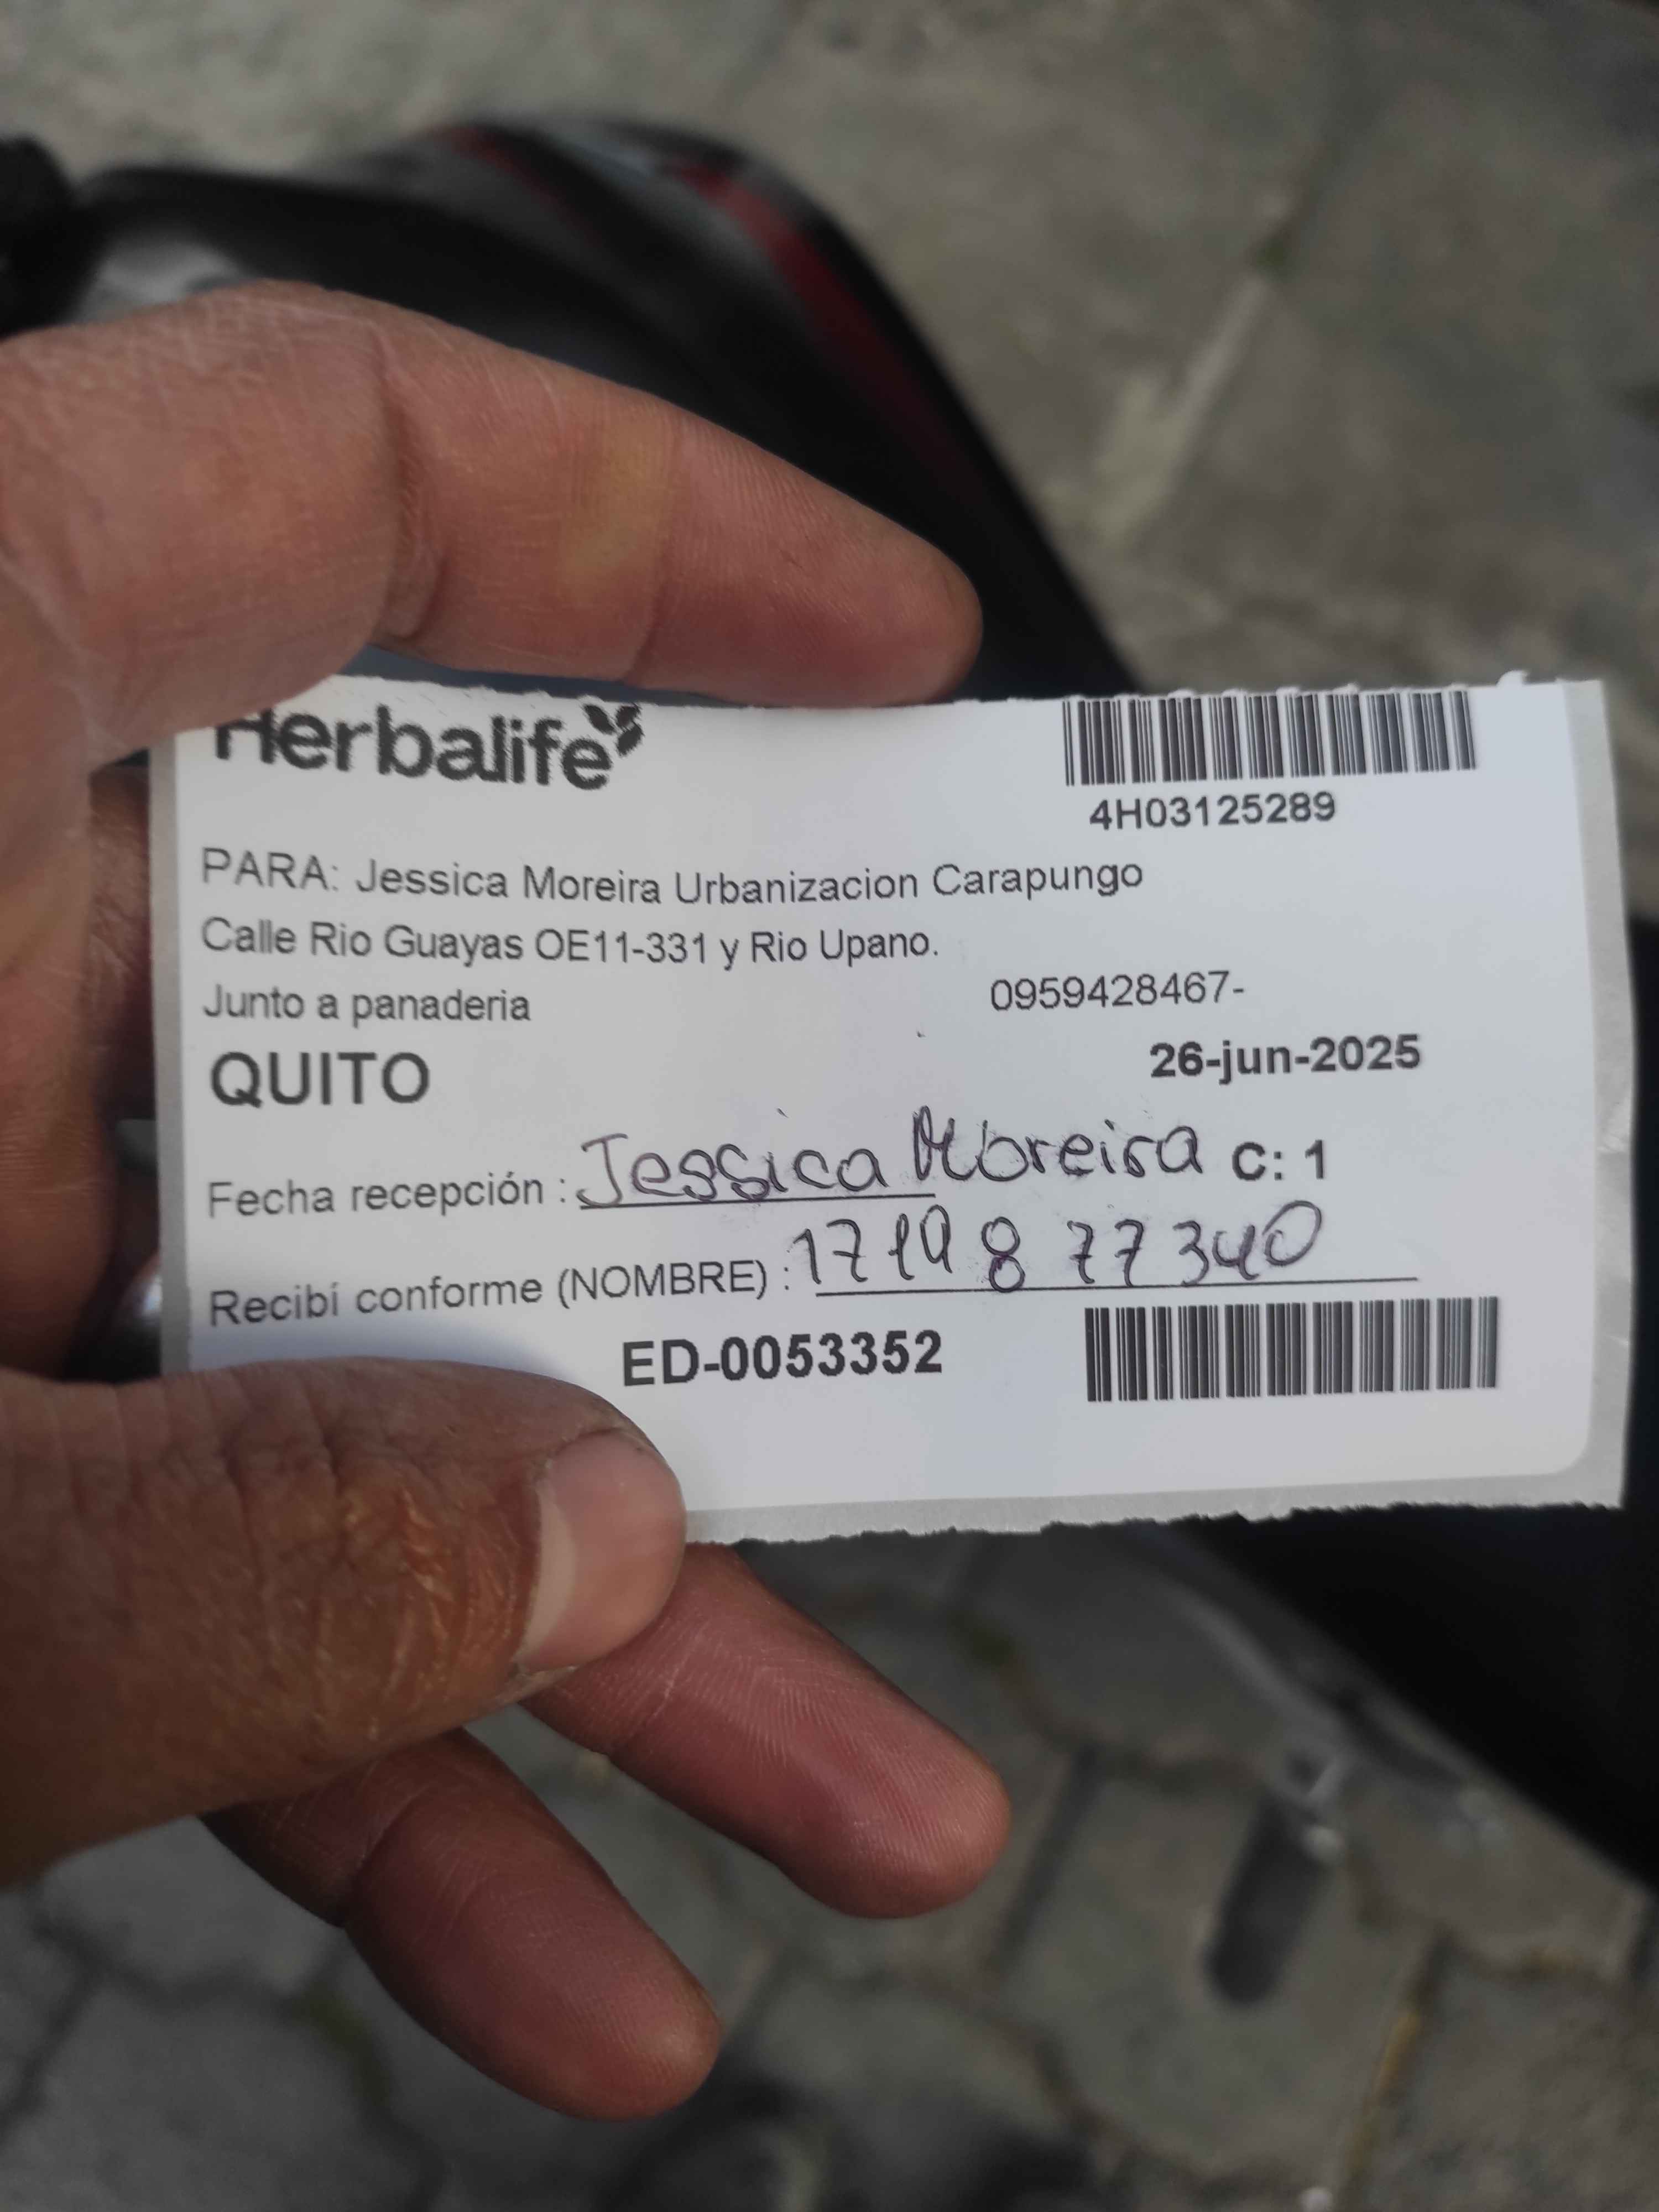 Herbalife
4H03125289
PARA: Jessica Moreira Urbanizacion Carapungo
Calle Rio Guayas OE11-331 y Rio Upano.
Junto a panaderia
0959428467-
QUITO
26-jun-2025
Fecha recepción : Jessica Moreira C: 1
Recibí conforme (NOMBRE) : 1719877340
ED-0053352